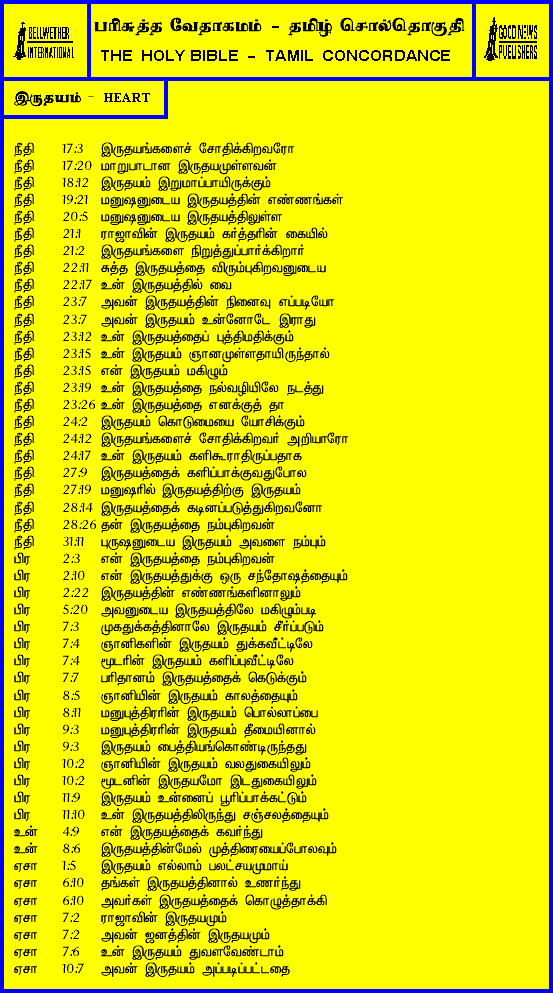 BELLWETHER
INTERNATIONAL
பரிசுத்த வேதாகமம் - தமிழ் சொல்தொகுதி
THE HOLY BIBLE - TAMIL CONCORDANCE
GOOD NEWS
PUBLISHERS
இருதயம் - HEART
நீதி 17:3 இருதயங்களைச் சோதிக்கிறவரோ
நீதி 17:20 மாறுபாடான இருதயமுள்ளவன்
நீதி 18:12 இருதயம் இறுமாப்பாயிருக்கும்
நீதி 19:21 மனுஷனுடைய இருதயத்தின் எண்ணங்கள்
நீதி 20:5 மனுஷனுடைய இருதயத்திலுள்ள
நீதி 21:1 ராஜாவின் இருதயம் கர்த்தரின் கையில்
நீதி 21:2 இருதயங்களை நிறுத்துப்பார்க்கிறார்
நீதி 22:11 சுத்த இருதயத்தை விரும்புகிறவனுடைய
நீதி 22:17 உன் இருதயத்தில் வை
நீதி 23:7 அவன் இருதயத்தின் நினைவு எப்படியோ
நீதி 23:7 அவன் இருதயம் உன்னோடே இராது
நீதி 23:12 உன் இருதயத்தைப் புத்திமதிக்கும்
நீதி 23:15 உன் இருதயம் ஞானமுள்ளதாயிருந்தால்
நீதி 23:15 என் இருதயம் மகிழும்
நீதி 23:19 உன் இருதயத்தை நல்வழியிலே நடத்து
நீதி 23:26 உன் இருதயத்தை எனக்குத் தா
நீதி 24:2 இருதயம் கொடுமையை யோசிக்கும்
நீதி 24:12 இருதயங்களைச் சோதிக்கிறவர் அறியாரோ
நீதி 24:17 உன் இருதயம் களிகூராதிருப்பதாக
நீதி 27:9 இருதயத்தைக் களிப்பாக்குவதுபோல
நீதி 27:19 மனுஷரில் இருதயத்திற்கு இருதயம்
நீதி 28:14 இருதயத்தைக் கடினப்படுத்துகிறவனோ
நீதி 28:26 தன் இருதயத்தை நம்புகிறவன்
நீதி 31:11 புருஷனுடைய இருதயம் அவளை நம்பும்
பிர 2:3 என் இருதயத்தை நம்புகிறவன்
பிர 2:10 என் இருதயத்துக்கு ஒரு சந்தோஷத்தையும்
பிர 2:22 இருதயத்தின் எண்ணங்களினாலும்
பிர 5:20 அவனுடைய இருதயத்திலே மகிழும்படி
பிர 7:3 முகதுக்கத்தினாலே இருதயம் சீர்ப்படும்
பிர 7:4 ஞானிகளின் இருதயம் துக்கவீட்டிலே
பிர 7:4 மூடரின் இருதயம் களிப்புவீட்டிலே
பிர 7:7 பரிதானம் இருதயத்தைக் கெடுக்கும்
பிர 8:5 ஞானியின் இருதயம் காலத்தையும்
பிர 8:11 மனுபுத்திரரின் இருதயம் பொல்லாப்பை
பிர 9:3 மனுபுத்திரரின் இருதயம் தீமையினால்
பிர 9:3 இருதயம் பைத்தியங்கொண்டிருந்தது
பிர 10:2 ஞானியின் இருதயம் வலதுகையிலும்
பிர 10:2 மூடனின் இருதயமோ இடதுகையிலும்
பிர 11:9 இருதயம் உன்னைப் பூரிப்பாக்கட்டும்
பிர 11:10 உன் இருதயத்திலிருந்து சஞ்சலத்தையும்
உன் 4:9 என் இருதயத்தைக் கவர்ந்து
உன் 8:6 இருதயத்தின்மேல் முத்திரையைப்போலவும்
ஏசா 1:5 இருதயம் எல்லாம் பலட்சயமுமாய்
ஏசா 6:10 தங்கள் இருதயத்தினால் உணர்ந்து
ஏசா 6:10 அவர்கள் இருதயத்தைக் கொழுத்தாக்கி
ஏசா 7:2 ராஜாவின் இருதயமும்
ஏசா 7:2 அவன் ஜனத்தின் இருதயமும்
ஏசா 7:6 உன் இருதயம் துவளவேண்டாம்
ஏசா 10:7 அவன் இருதயம் அப்படிப்பட்டதை